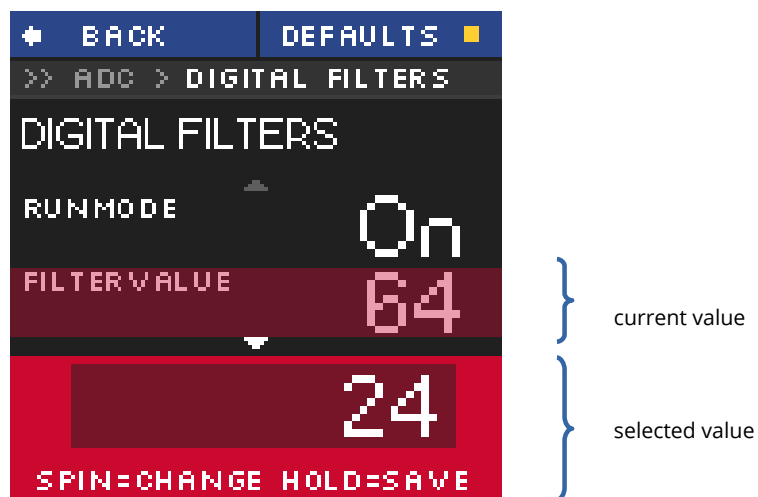 BACK DEFAULTS
>> ADC > DIGITAL FILTERS
DIGITAL FILTERS
RUNMODE On
FILTERVALUE 64
current value
24
selected value
SPIN=CHANGE HOLD=SAVE